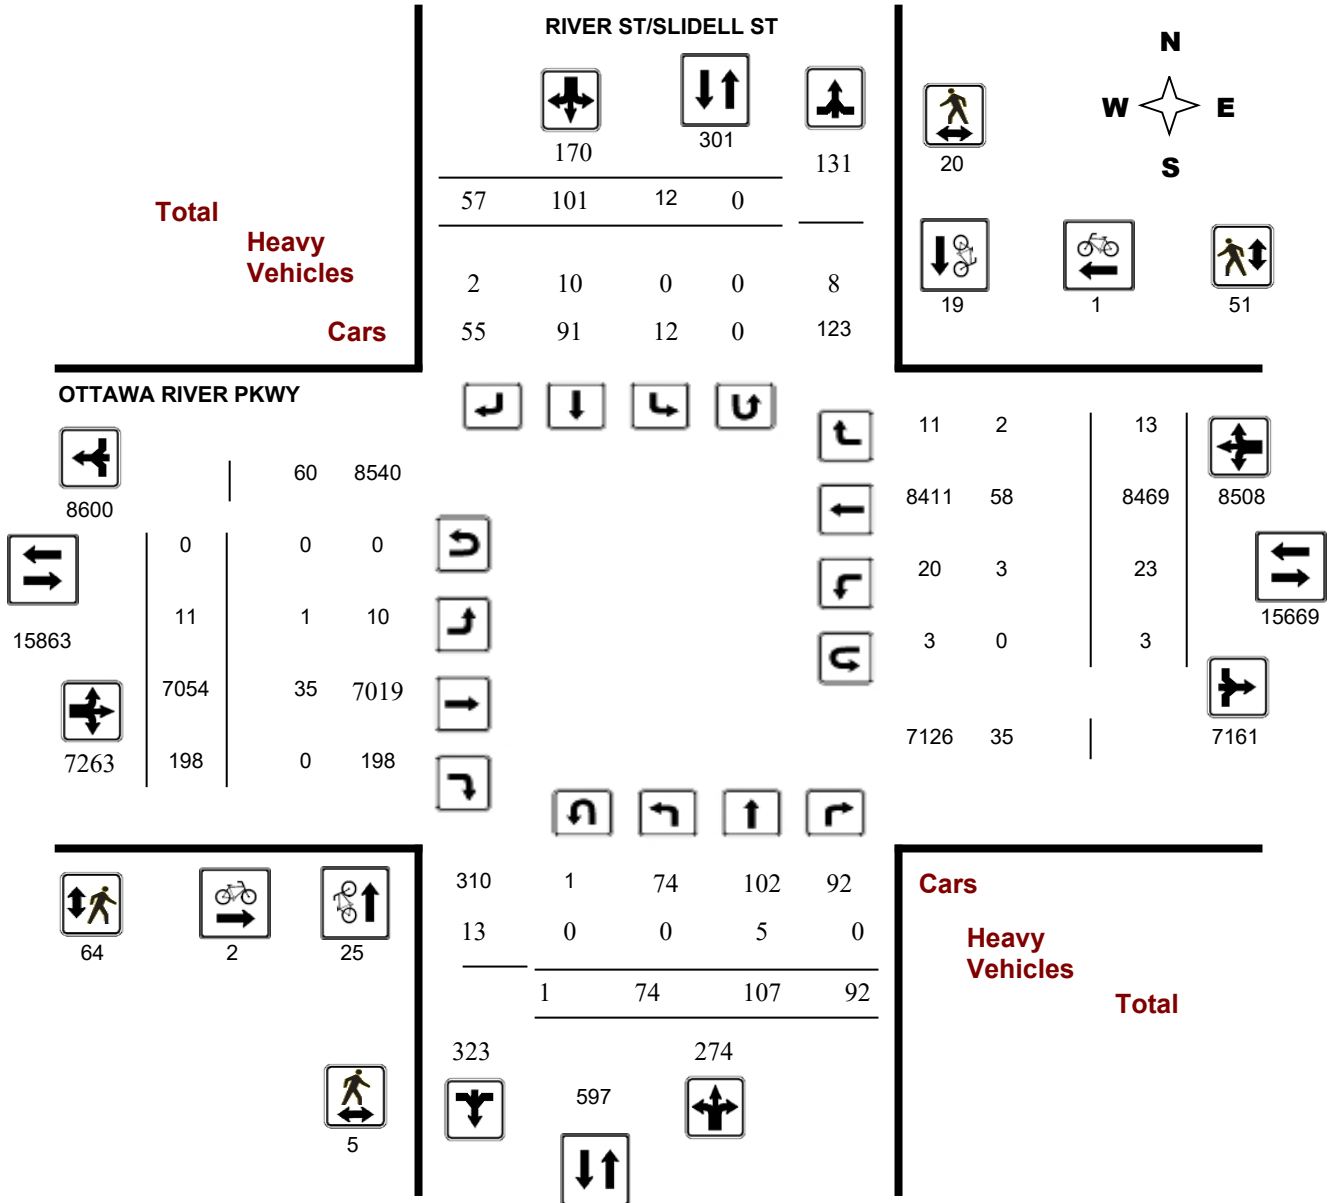 RIVER ST/SLIDELL ST
N
W E
S
170
301
131
20
Total
57 101 12 0
Heavy
Vehicles
2 10 0 0 8
19 1 51
Cars
55 91 12 0 123
OTTAWA RIVER PKWY
11 2 13
60 8540
8600
8411 58 8469 8508
0 0 0
20 3 23
11 1 10
15863
15669
3 0 3
7054 35 7019
7263 198 0 198
7126 35 7161
310 1 74 102 92
Cars
64 2 25
13 0 0 5 0
Heavy
Vehicles
1 74 107 92
Total
323 274
597
5